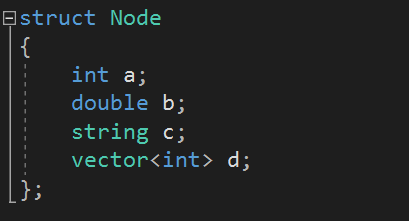 struct Node
{
    int a;
    double b;
    string c;
    vector<int> d;
};